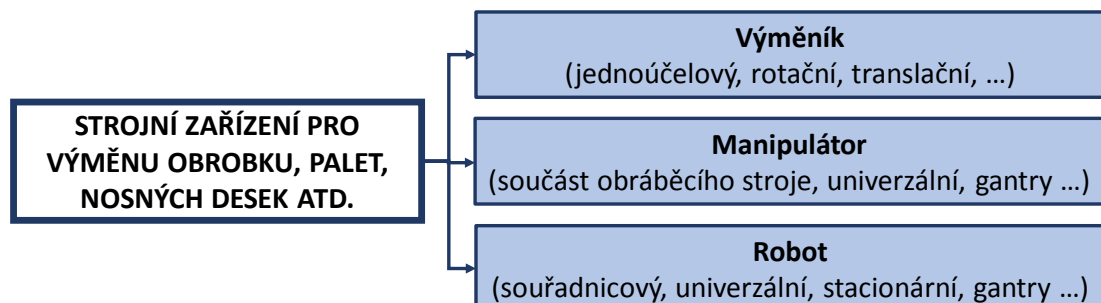 STROJNÍ ZAŘÍZENÍ PRO
VÝMĚNU OBROBKU, PALET,
NOSNÝCH DESEK ATD.
Výměník
(jednoúčelový, rotační, translační, …)
Manipulátor
(součást obráběcího stroje, univerzální, gantry …)
Robot
(souřadnicový, univerzální, stacionární, gantry …)